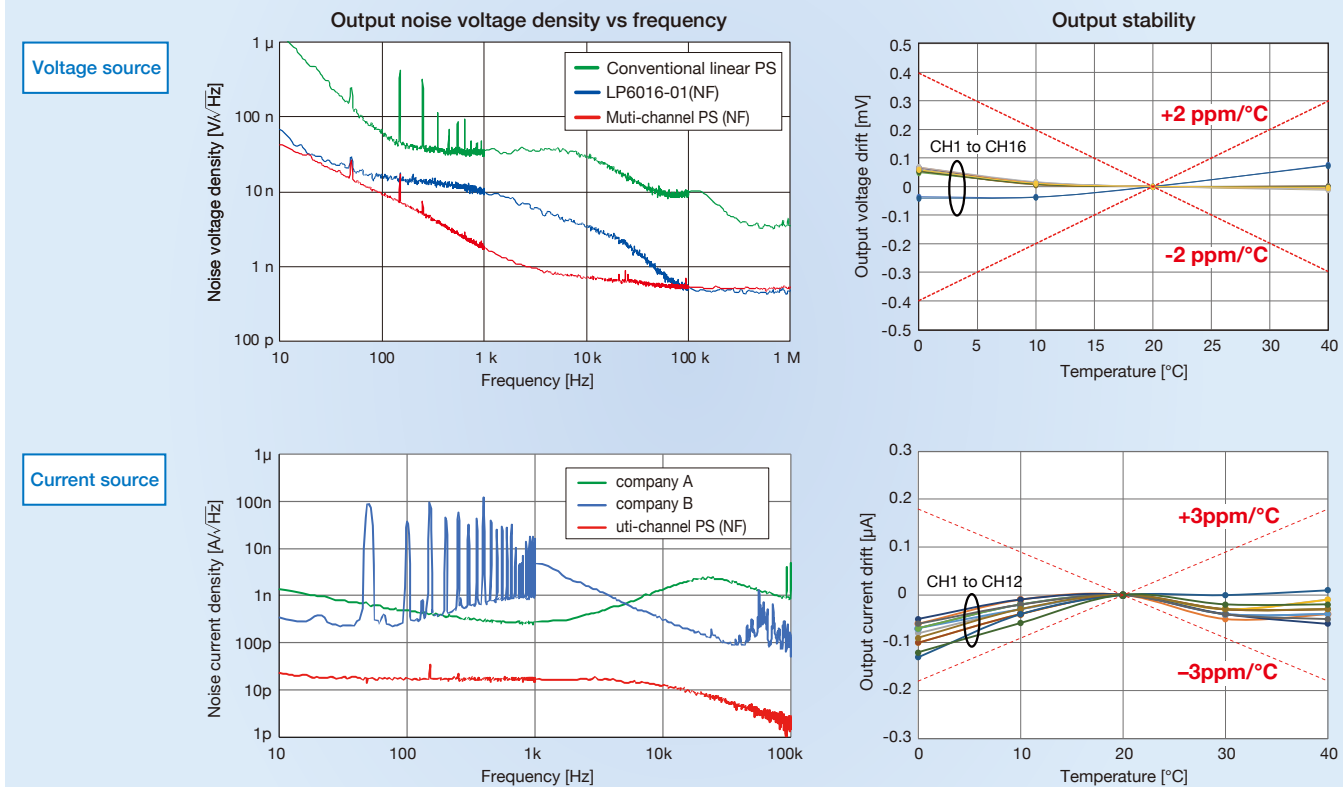 Voltage source
Output noise voltage density vs frequency
Noise voltage density [V/√Hz]
1 µ
100 n
10 n
1 n
100 p
Conventional linear PS
LP6016-01(NF)
Muti-channel PS (NF)
10 100 1 k 10 k 100 k 1 M
Frequency [Hz]
Output stability
Output voltage drift [mV]
0.5
0.4
0.3
0.2
0.1
0
-0.1
-0.2
-0.3
-0.4
-0.5
+2 ppm/°C
CH1 to CH16
-2 ppm/°C
0 5 10 15 20 25 30 30 40
Temperature [°C]
Current source
Noise current density [A/√Hz]
1µ
100n
10n
1n
100p
10p
1p
company A
company B
uti-channel PS (NF)
10 100 1k 10k 100k
Frequency [Hz]
Output current drift [µA]
0.3
0.2
0.1
0
-0.1
-0.2
-0.3
+3ppm/°C
CH1 to CH12
−3ppm/°C
0 10 20 30 40
Temperature [°C]